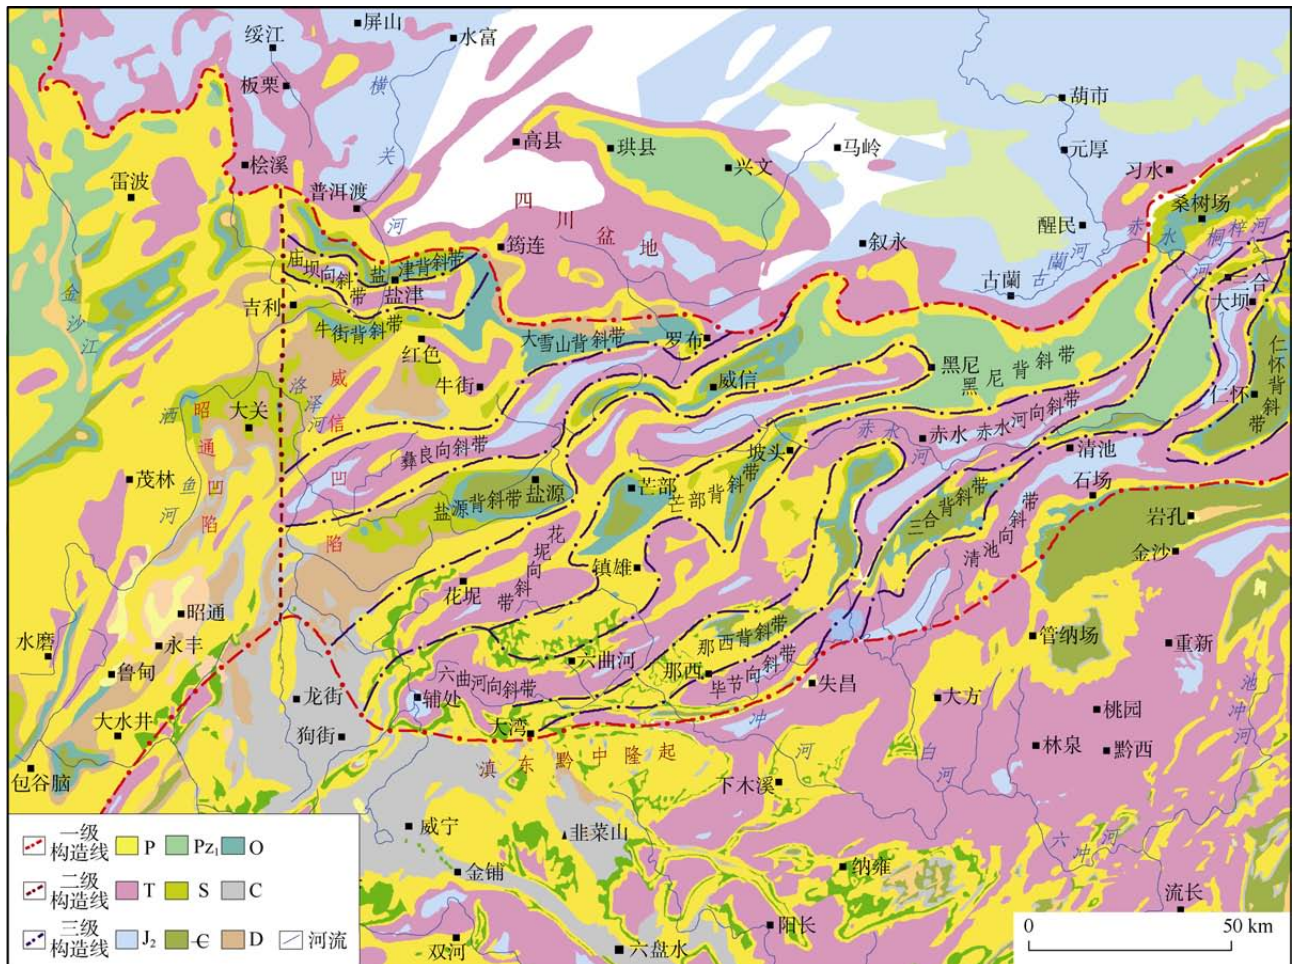 屏山
绥江
水富
板栗
横
葫市
高县
珙县
马岭
元厚
关
桧溪
兴文
习水
雷波
普洱渡
四
川
盆
地
河
桑树场
醒民
赤
水
河
桐梓河
筠连
叙永
古蔺河
庙坝向斜带
盐津背斜带
盐津
古蔺
三合
大坝
金
沙
江
吉利
牛街背斜带
大雪山背斜带
罗布
红色
仁怀背斜带
黑尼
黑尼背斜带
威
信
凹
陷
牛街
威信
洒
昭
通
凹
陷
大关
洛
泽
河
仁怀
赤水
河
赤水
赤水河向斜带
彝良向斜带
坡头
清池
茂林
鱼
河
盐源背斜带
盐源
芒部
芒部背斜带
石场
三合背斜带
清池向斜带
岩孔
花坭向斜带
金沙
镇雄
花坭
昭通
那西背斜带
管纳场
重新
水磨
永丰
鲁甸
六曲河
六曲河向斜带
那西
毕节向斜带
失昌
龙街
辅处
大方
池
冲
河
桃园
大水井
狗街
大湾
冲
河
林泉
黔西
滇东黔中隆起
白
河
包谷脑
下木溪
威宁
韭菜山
六冲河
金铺
纳雍
流长
双河
六盘水
阳长
一级
构造线
P
Pz₁
O
二级
构造线
T
S
C
三级
构造线
J₂
Є
D
河流
0
50 km